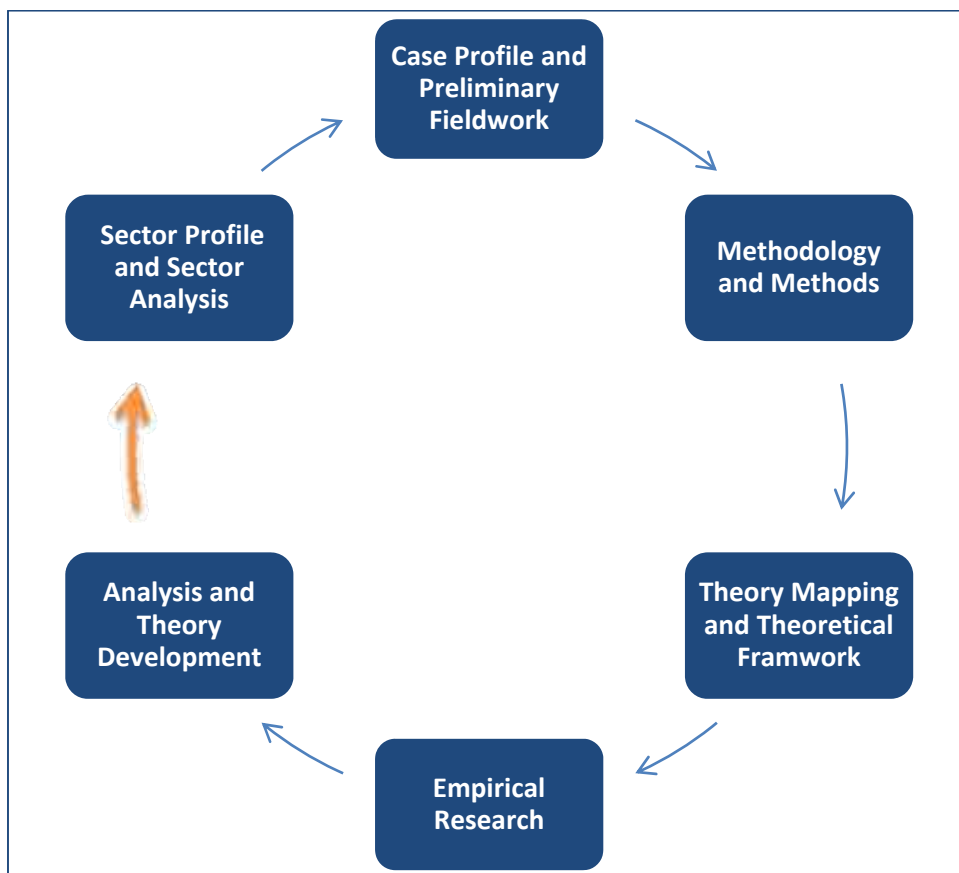 Case Profile and
Preliminary
Fieldwork
Methodology
and Methods
Theory Mapping
and Theoretical
Framwork
Empirical
Research
Analysis and
Theory
Development
Sector Profile
and Sector
Analysis